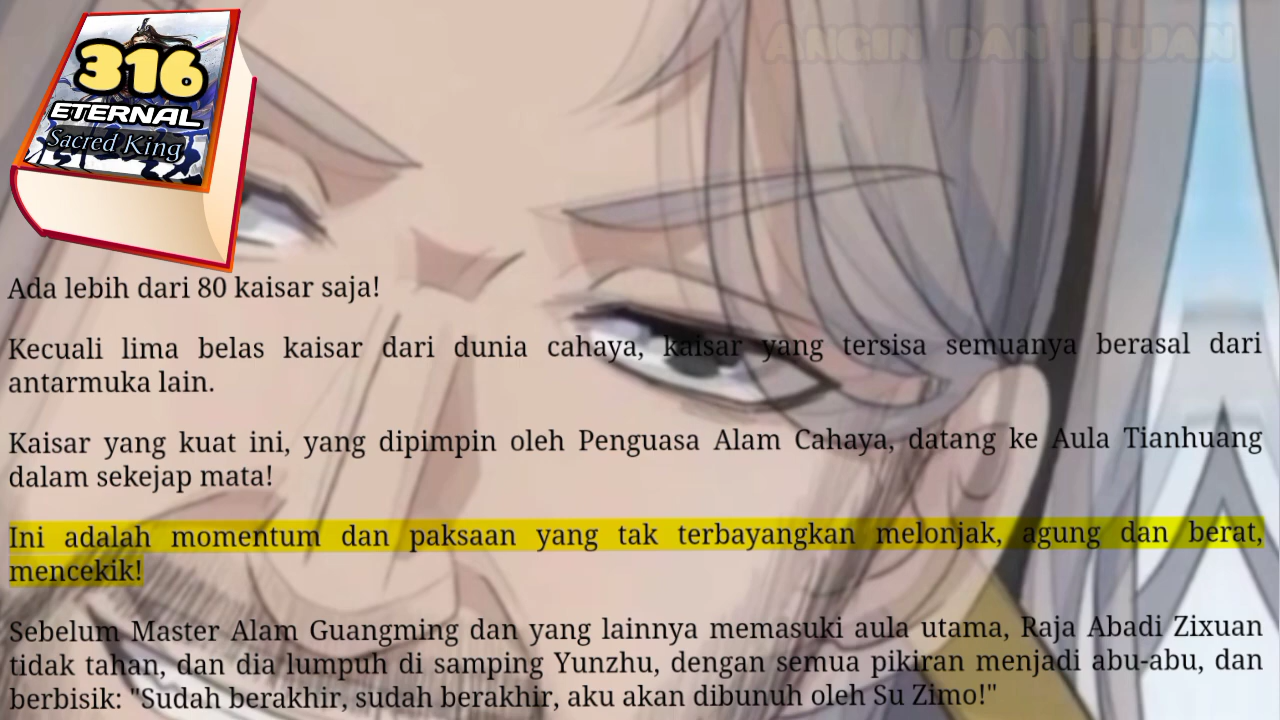 Angin dan Hujan
316
ETERNAL
Sacred King
Ada lebih dari 80 kaisar saja!
Kecuali lima belas kaisar dari dunia cahaya, kaisar yang tersisa semuanya berasal dari
antarmuka lain.
Kaisar yang kuat ini, yang dipimpin oleh Penguasa Alam Cahaya, datang ke Aula Tianhuang
dalam sekejap mata!
Ini adalah momentum dan paksaan yang tak terbayangkan melonjak, agung dan berat,
mencekik!
Sebelum Master Alam Guangming dan yang lainnya memasuki aula utama, Raja Abadi Zixuan
tidak tahan, dan dia lumpuh di samping Yunzhu, dengan semua pikiran menjadi abu-abu, dan
berbisik: "Sudah berakhir, sudah berakhir, aku akan dibunuh oleh Su Zimo!"